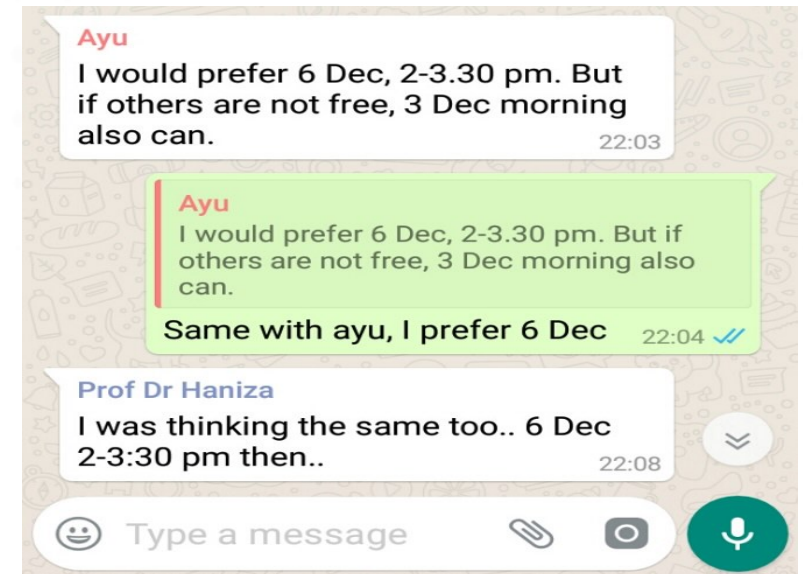 Ayu
I would prefer 6 Dec, 2-3.30 pm. But
if others are not free, 3 Dec morning
also can.
22:03
Ayu
I would prefer 6 Dec, 2-3.30 pm. But if
others are not free, 3 Dec morning also
can.
Same with ayu, I prefer 6 Dec
22:04
Prof Dr Haniza
I was thinking the same too.. 6 Dec
2-3:30 pm then..
22:08
Type a message